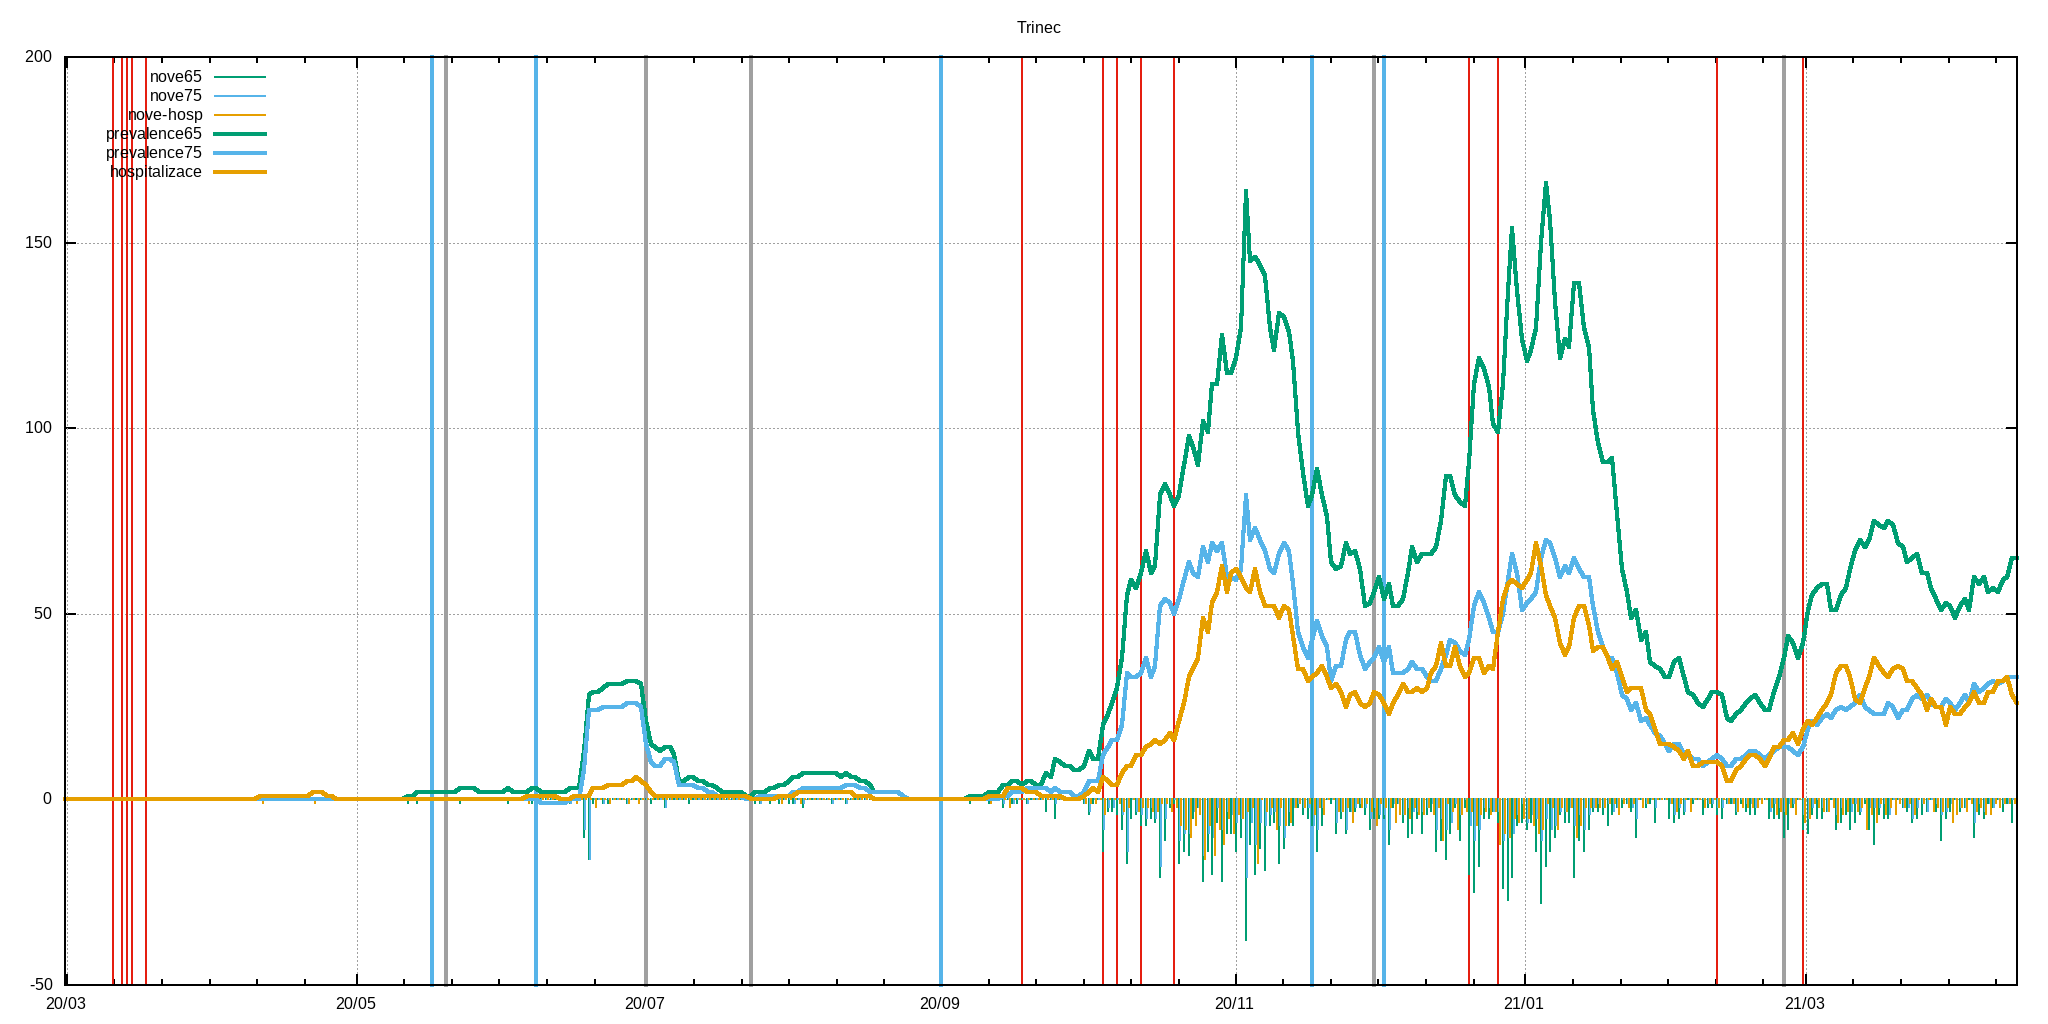 Trinec
200
nove65
nove75
nove-hosp
prevalence65
prevalence75
hospitalizace
150
100
50
0
-50
20/03 20/05 20/07 20/09 20/11 21/01 21/03